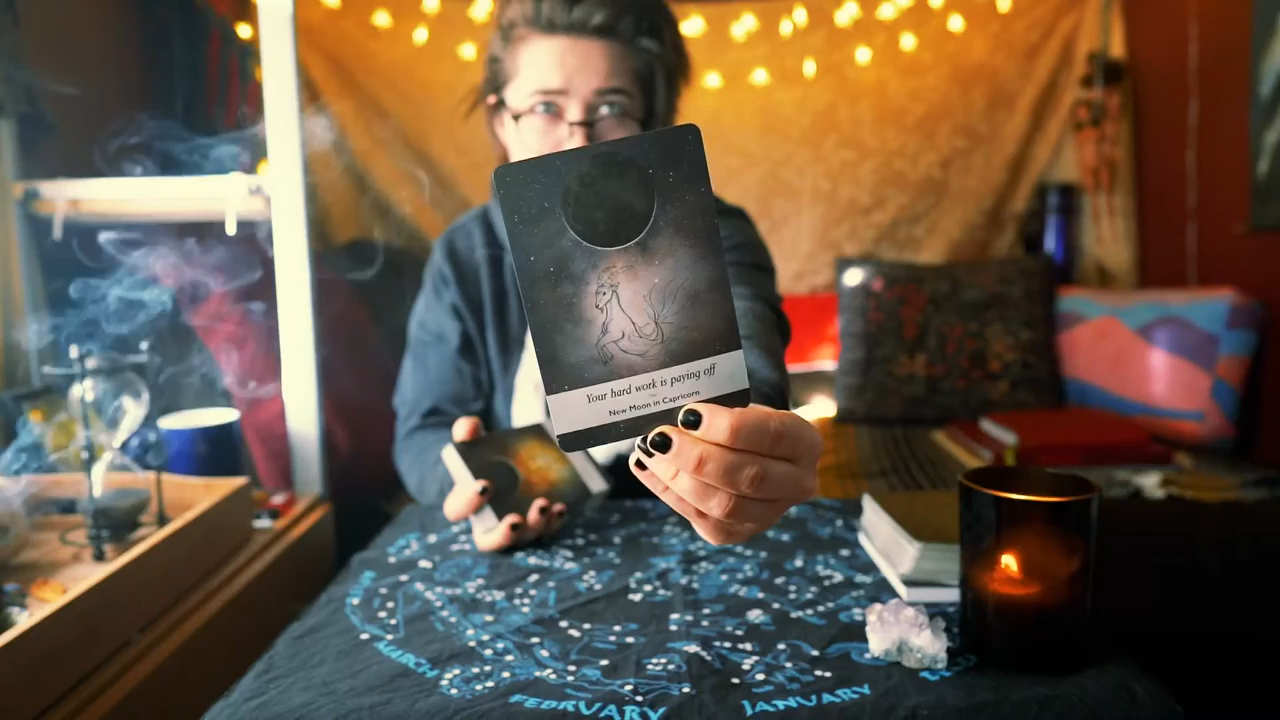 Your hard work is paying off
New Moon in Capricorn
MARCH
FEBRUARY
JANUARY